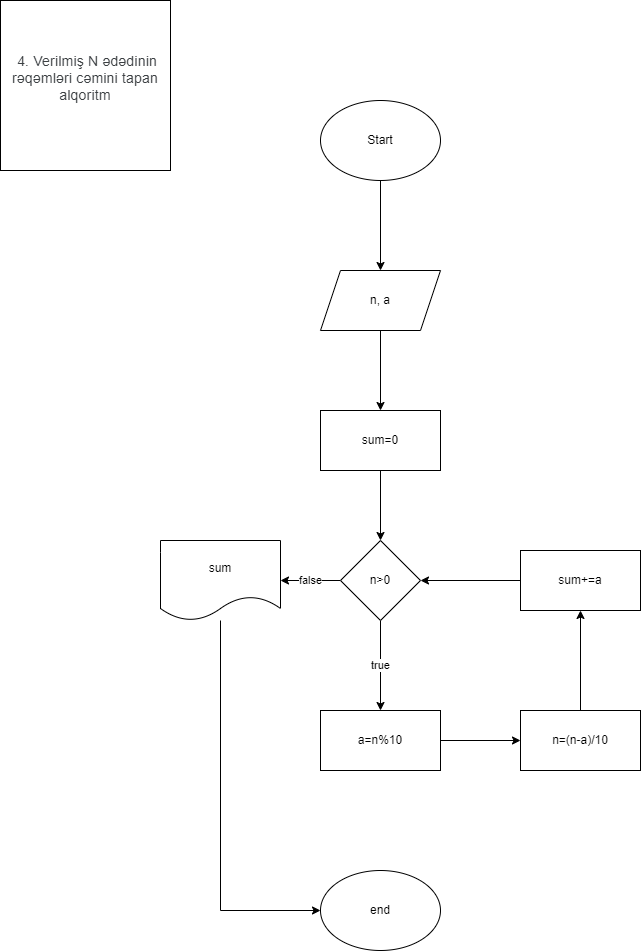 4. Verilmiş N ədədinin
rəqəmləri cəmini tapan
alqoritm
Start
n, a
sum=0
sum
false
n>0
sum+=a
true
a=n%10
n=(n-a)/10
end